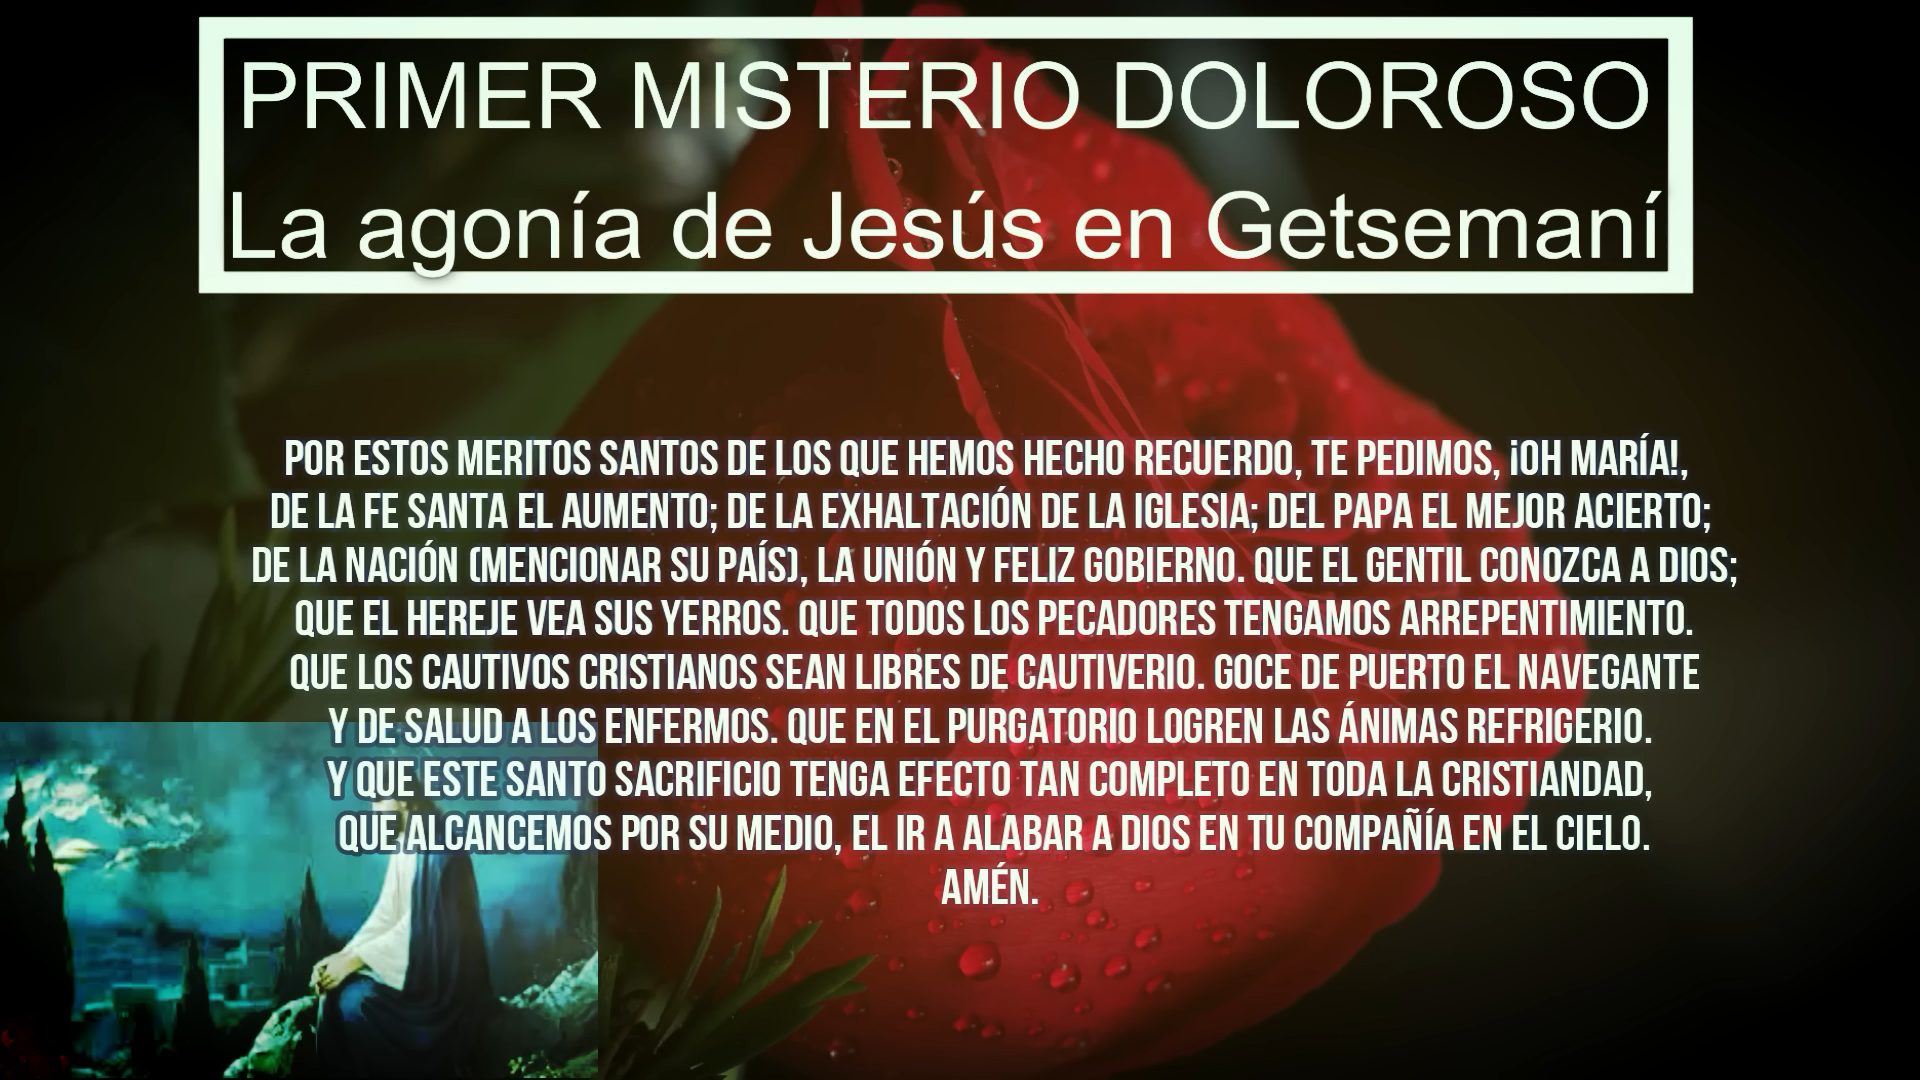 PRIMER MISTERIO DOLOROSO
La agonía de Jesús en Getsemaní
POR ESTOS MERITOS SANTOS DE LOS QUE HEMOS HECHO RECUERDO, TE PEDIMOS, ¡OH MARÍA!,
DE LA FE SANTA EL AUMENTO; DE LA EXHALTACIÓN DE LA IGLESIA; DEL PAPA EL MEJOR ACIERTO;
DE LA NACIÓN (MENCIONAR SU PAÍS), LA UNIÓN Y FELIZ GOBIERNO. QUE EL GENTIL CONOZCA A DIOS;
QUE EL HEREJE VEA SUS YERROS. QUE TODOS LOS PECADORES TENGAMOS ARREPENTIMIENTO.
QUE LOS CAUTIVOS CRISTIANOS SEAN LIBRES DE CAUTIVERIO. GOCE DE PUERTO EL NAVEGANTE
Y DE SALUD A LOS ENFERMOS. QUE EN EL PURGATORIO LOGREN LAS ÁNIMAS REFRIGERIO.
Y QUE ESTE SANTO SACRIFICIO TENGA EFECTO TAN COMPLETO EN TODA LA CRISTIANDAD,
QUE ALCANCEMOS POR SU MEDIO, EL IR A ALABAR A DIOS EN TU COMPAÑÍA EN EL CIELO.
AMÉN.